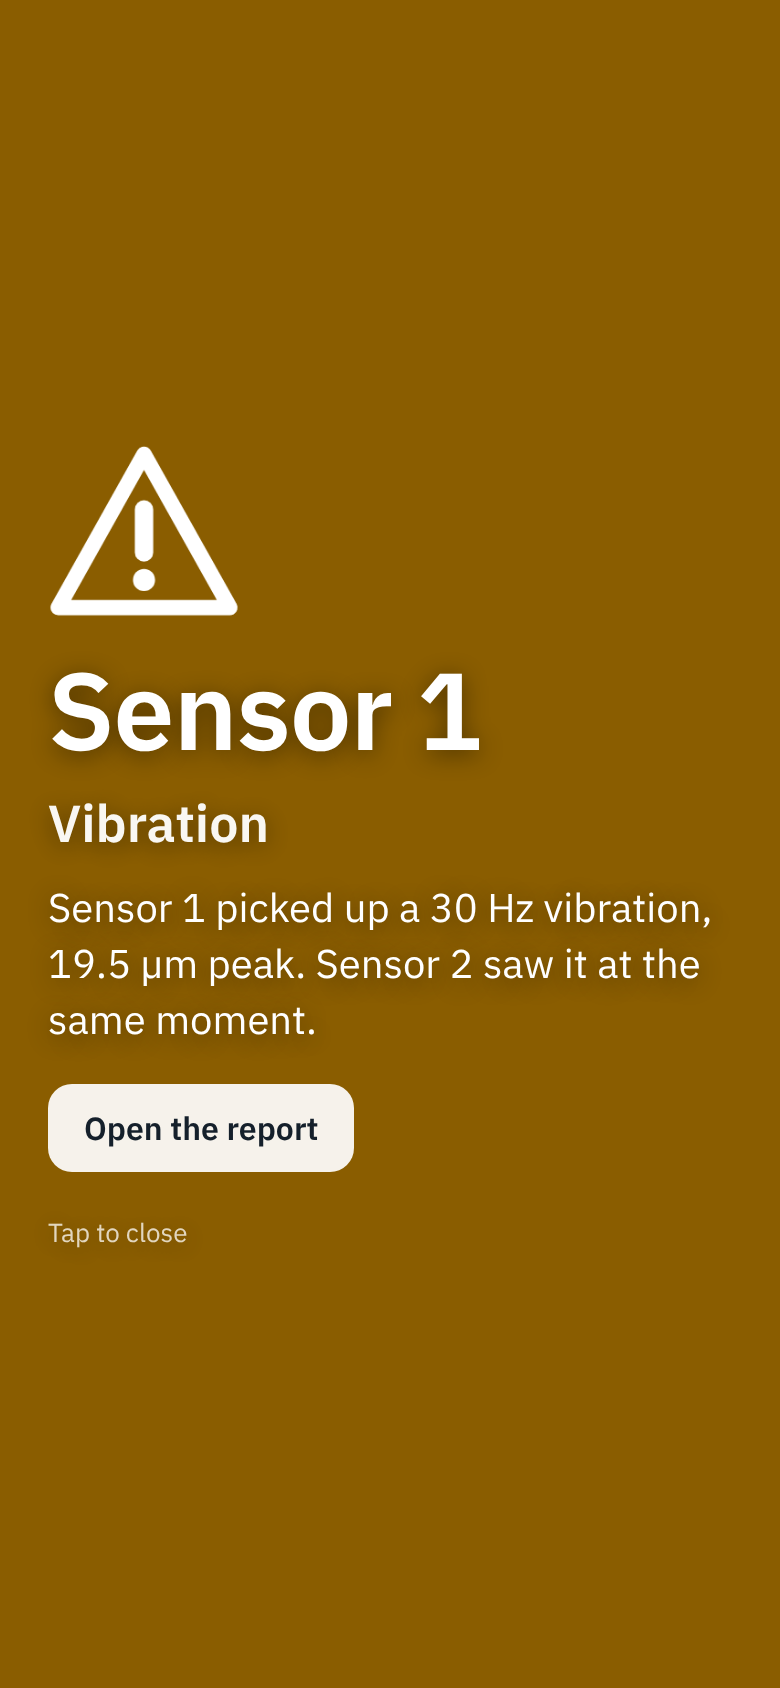 Sensor 1
Vibration
Sensor 1 picked up a 30 Hz vibration,
19.5 µm peak. Sensor 2 saw it at the
same moment.
Open the report
Tap to close